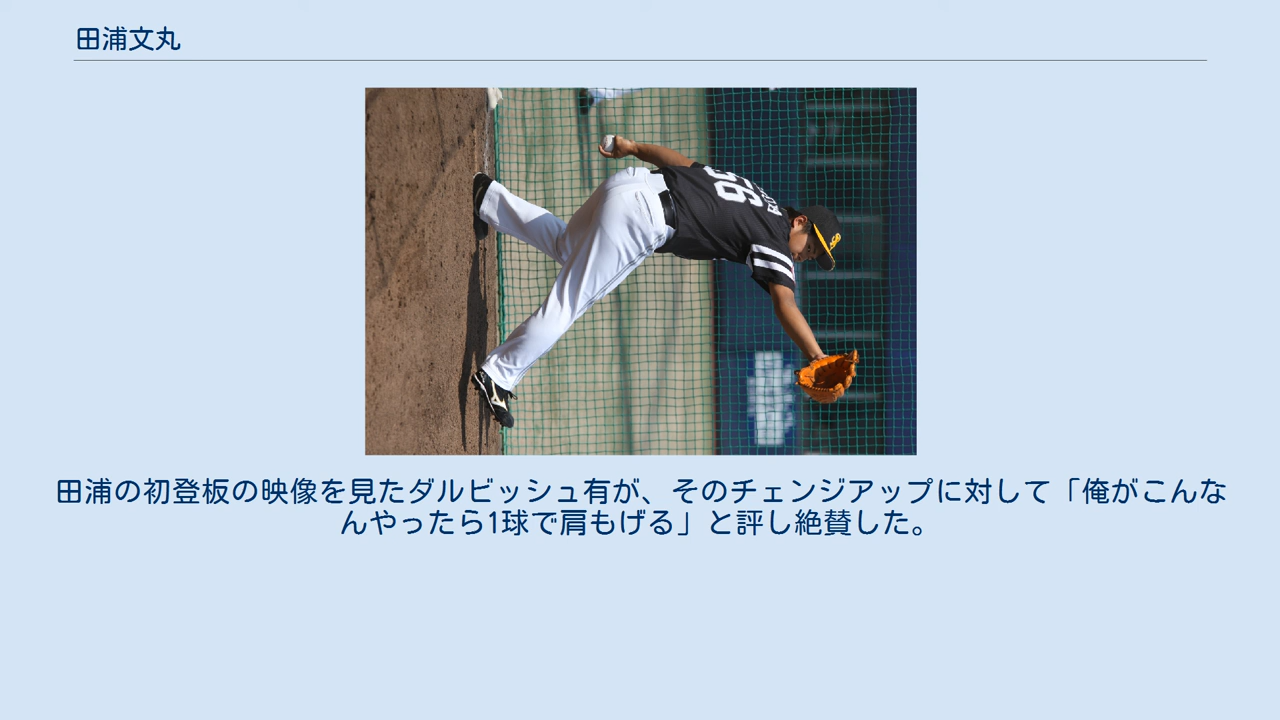 田浦文丸
田浦の初登板の映像を見たダルビッシュ有が、そのチェンジアップに対して「俺がこんな
んやったら1球で肩もげる」と評し絶賛した。